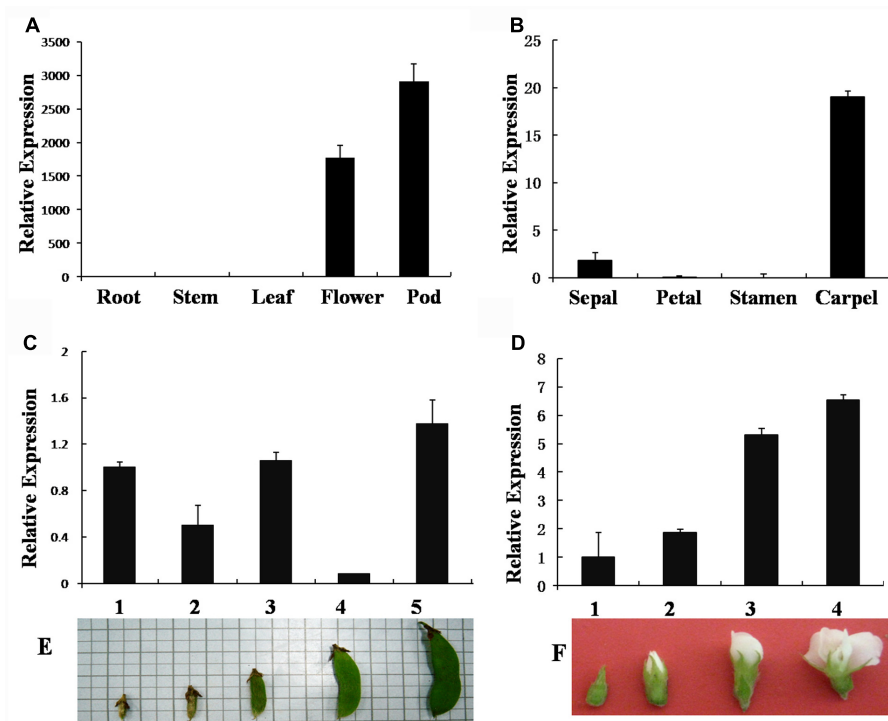 A
Relative Expression
3500
3000
2500
2000
1500
1000
500
0
Root Stem Leaf Flower Pod
B
Relative Expression
25
20
15
10
5
0
Sepal Petal Stamen Carpel
C
Relative Expression
2
1.6
1.2
0.8
0.4
0
1 2 3 4 5
D
Relative Expression
8
7
6
5
4
3
2
1
0
1 2 3 4
E
F